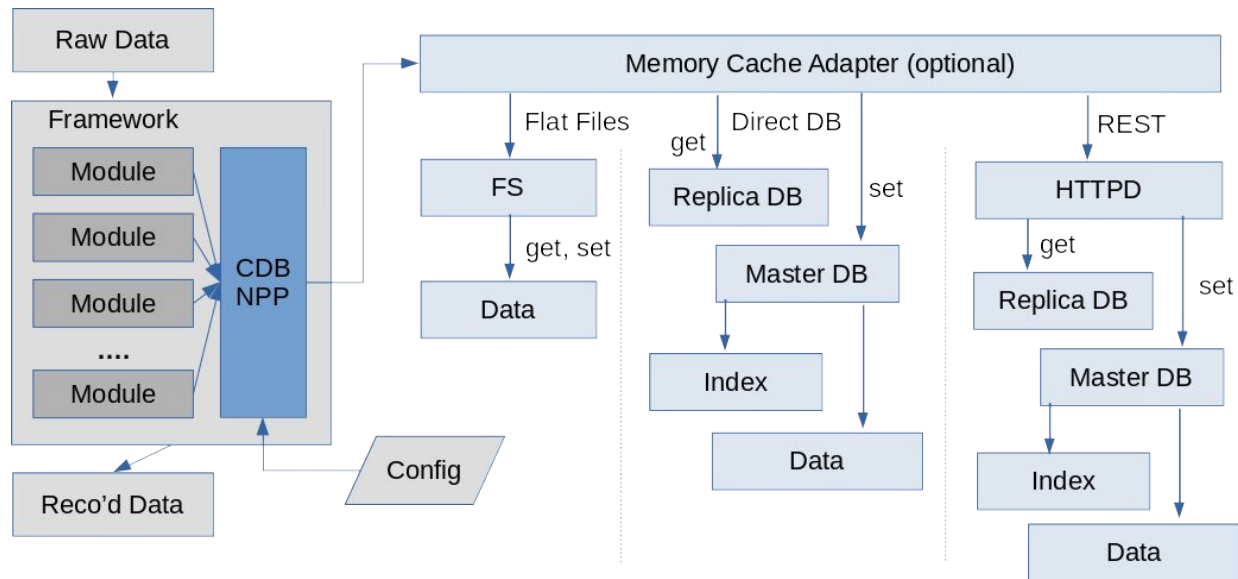 Raw Data
Framework
Module
Module
Module
....
Module
CDB
NPP
Reco’d Data
Config
Memory Cache Adapter (optional)
Flat Files
FS
get, set
Data
Direct DB
get
Replica DB
set
Master DB
Index
Data
REST
HTTPD
get
Replica DB
set
Master DB
Index
Data